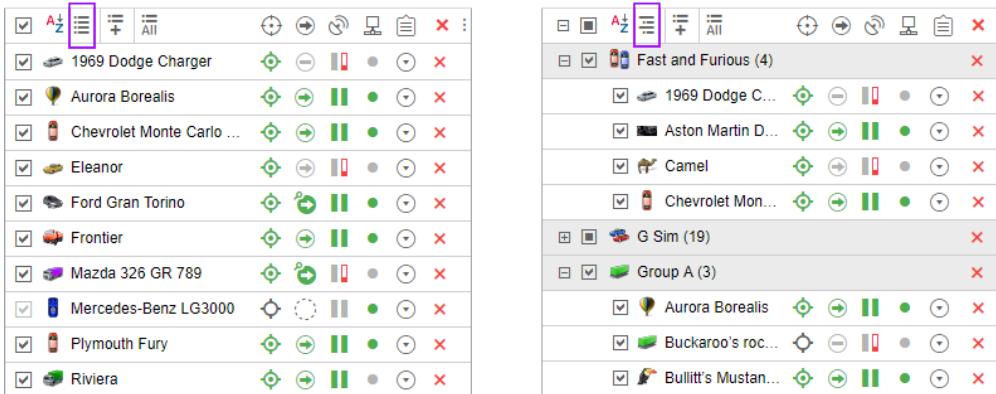 AZ
All
1969 Dodge Charger
Aurora Borealis
Chevrolet Monte Carlo ...
Eleanor
Ford Gran Torino
Frontier
Mazda 326 GR 789
Mercedes-Benz LG3000
Plymouth Fury
Riviera
AZ
All
Fast and Furious (4)
1969 Dodge C...
Aston Martin D...
Camel
Chevrolet Mon...
G Sim (19)
Group A (3)
Aurora Borealis
Buckaroo's roc...
Bullitt's Mustan...